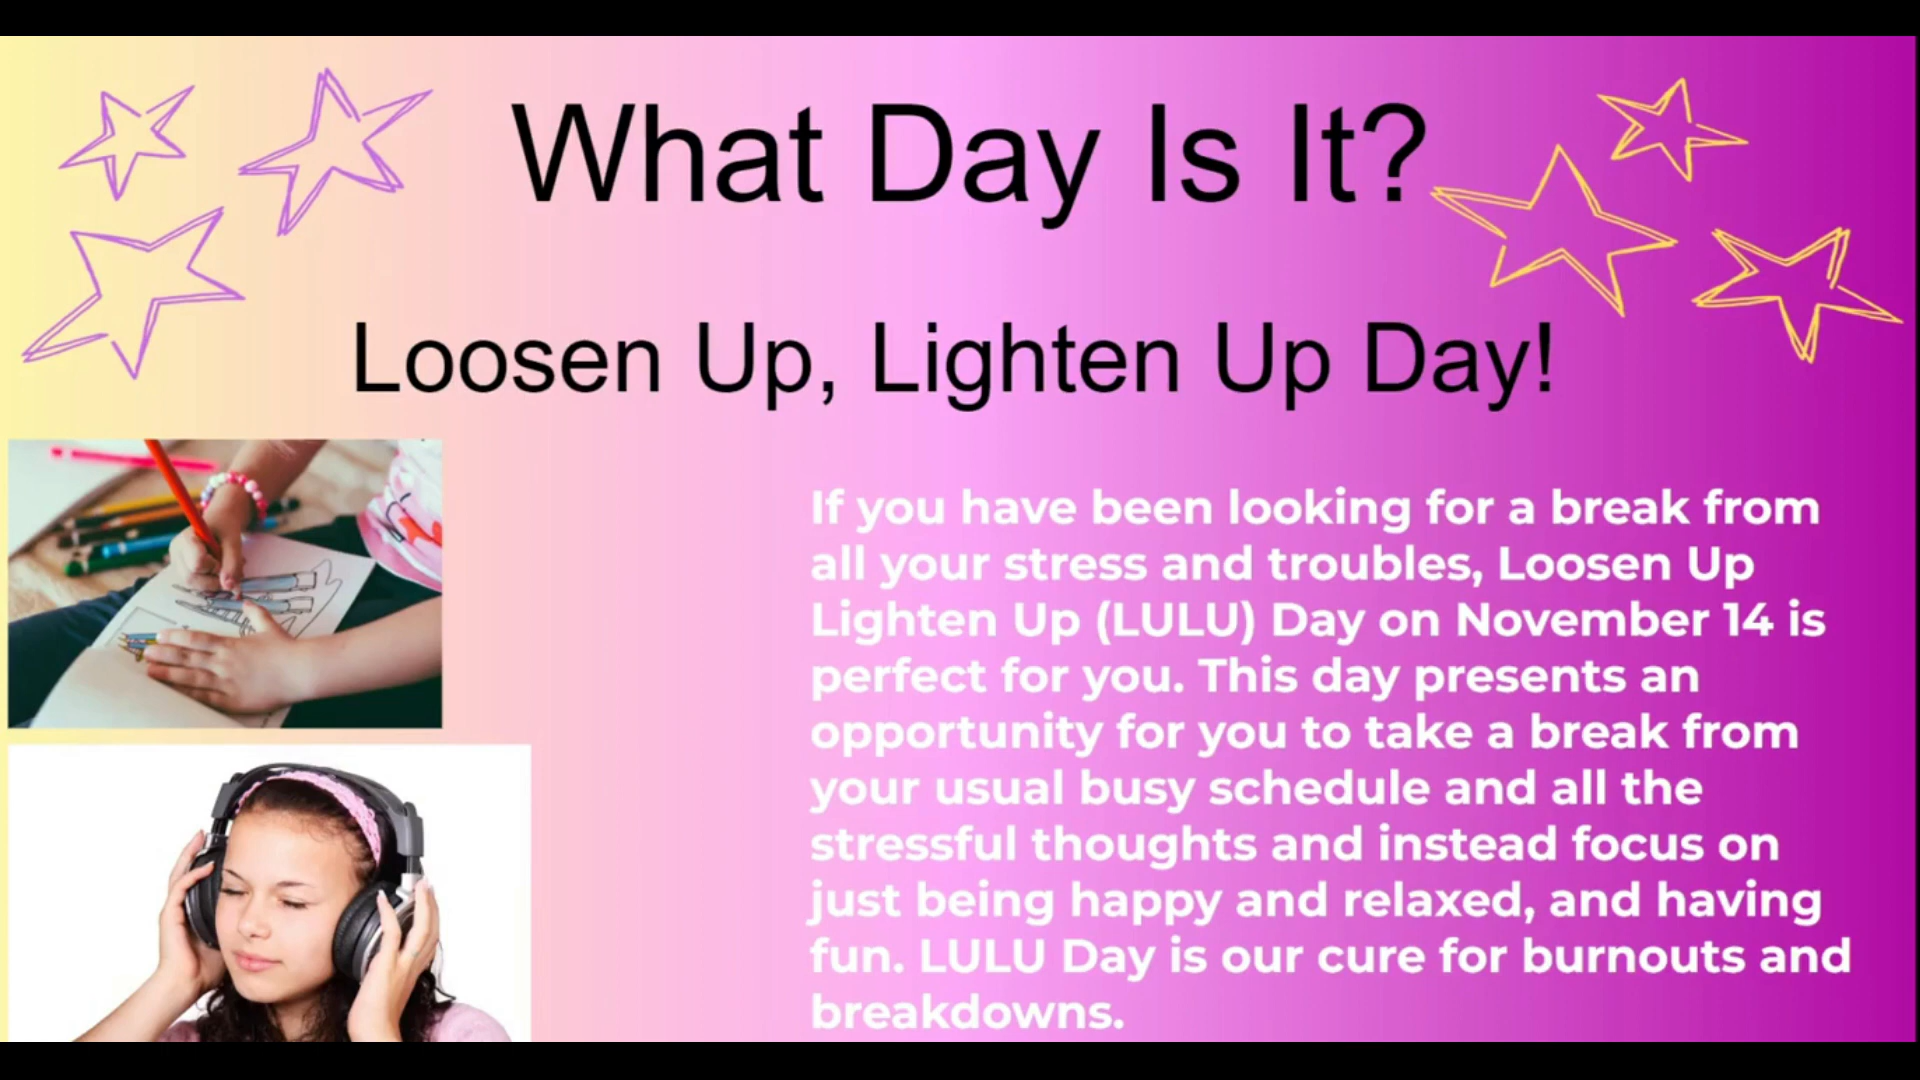 What Day Is It?
Loosen Up, Lighten Up Day!
If you have been looking for a break from
all your stress and troubles, Loosen Up
Lighten Up (LULU) Day on November 14 is
perfect for you. This day presents an
opportunity for you to take a break from
your usual busy schedule and all the
stressful thoughts and instead focus on
just being happy and relaxed, and having
fun. LULU Day is our cure for burnouts and
breakdowns.